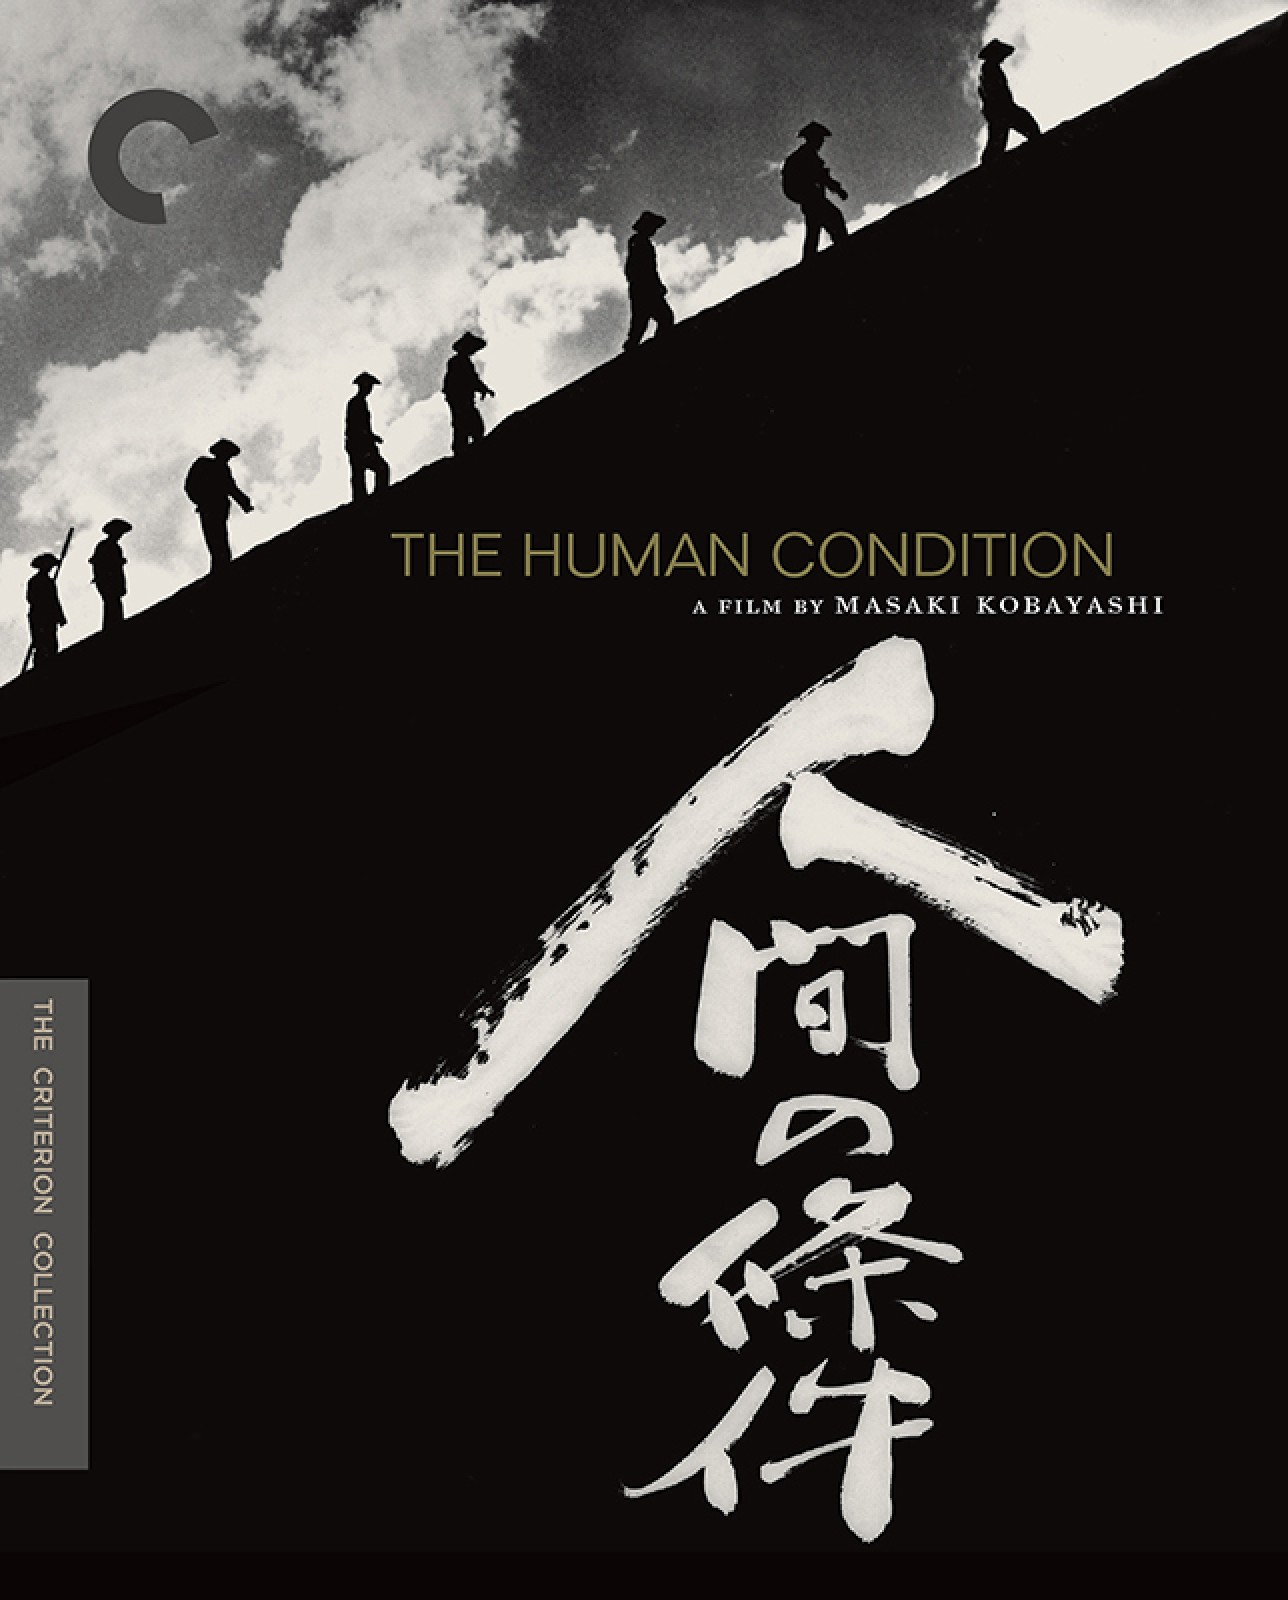 THE HUMAN CONDITION
A FILM BY MASAKI KOBAYASHI
人間の條件
THE CRITERION COLLECTION